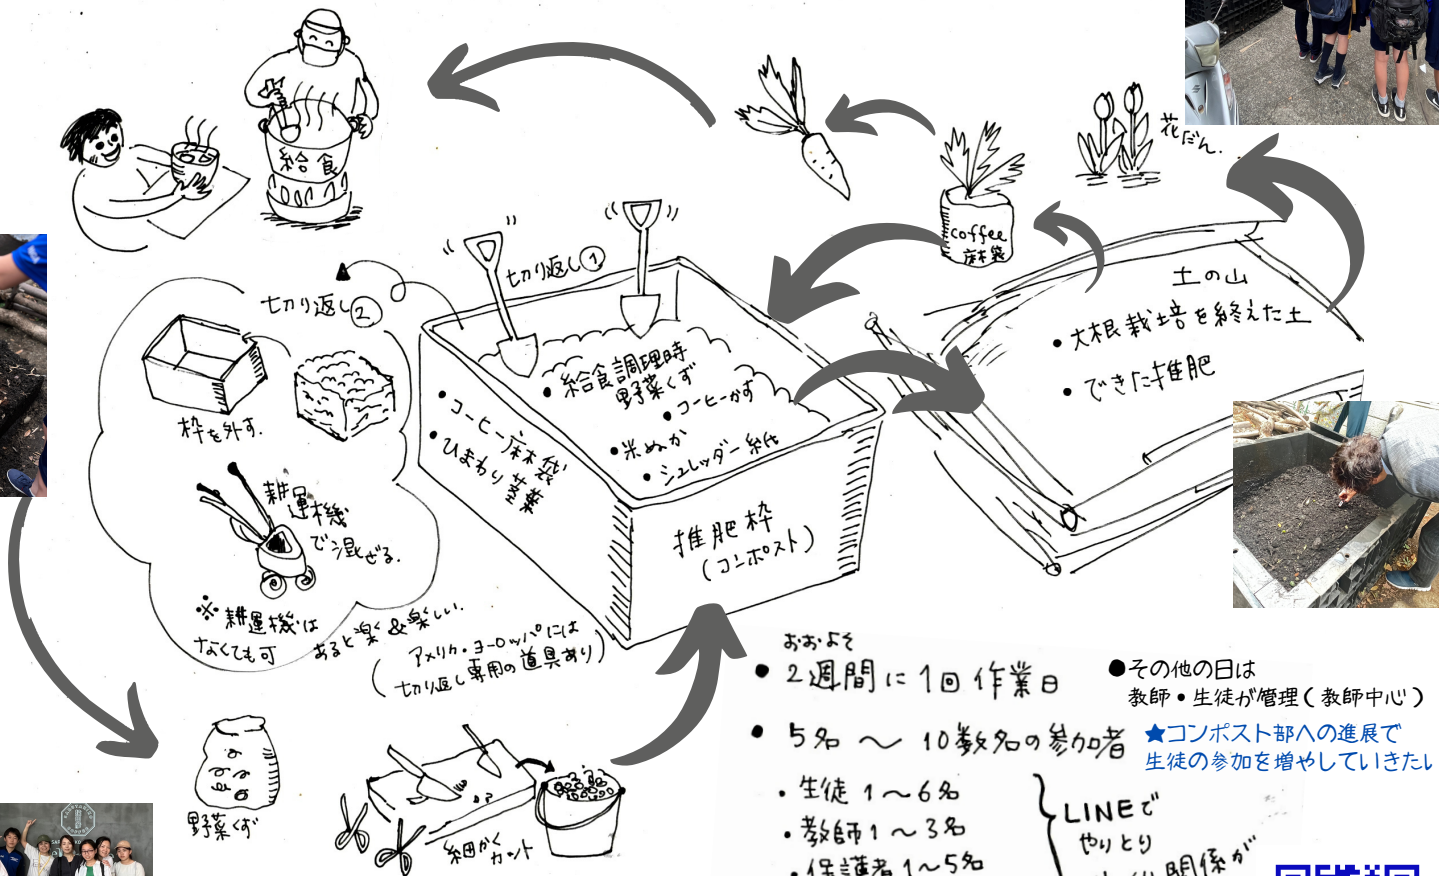 給食
花だん.
coffee
麻袋
切り返し①
切り返し②
枠を外す.
耕運機
で混ぜる.
※耕運機は
なくても可
あると楽&楽しい.
(アメリカ・ヨーロッパには
切り返し専用の道具あり)
・給食調理時
野菜くず
・コーヒーかす
・米ぬか
・シュレッダー紙
・コーヒー麻袋
・ひまわり茎葉
堆肥枠
(コンポスト)
土の山
・大根栽培を終えた土
・できた堆肥
野菜くず
細かく
カット
おおよそ
・2週間に1回作業日
・5名〜10数名の参加者
・生徒1〜6名
・教師1〜3名
・保護者1〜5名
LINEで
やりとり
関係が
●その他の日は
教師・生徒が管理(教師中心)
★コンポスト部への進展で
生徒の参加を増やしていきたい